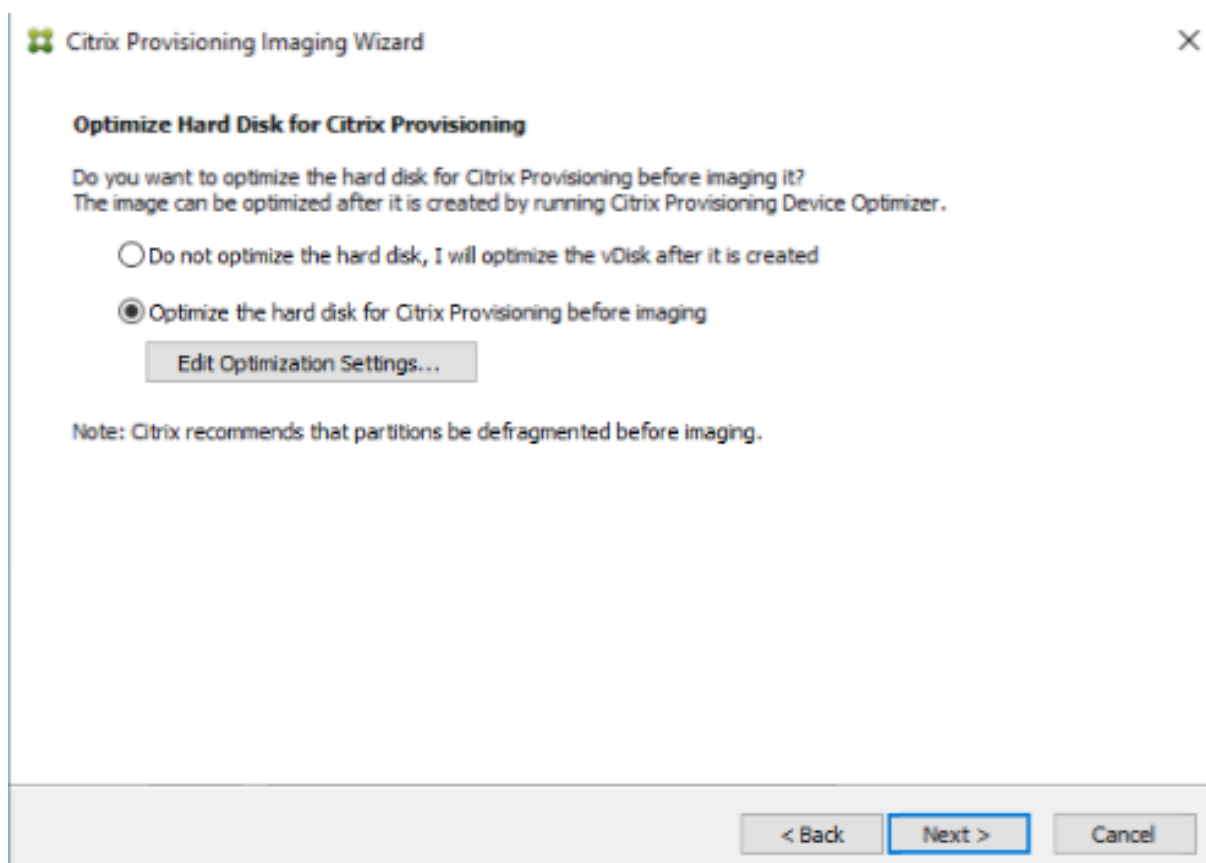 Citrix Provisioning Imaging Wizard
Optimize Hard Disk for Citrix Provisioning
Do you want to optimize the hard disk for Citrix Provisioning before imaging it?
The image can be optimized after it is created by running Citrix Provisioning Device Optimizer.
Do not optimize the hard disk, I will optimize the vDisk after it is created
Optimize the hard disk for Citrix Provisioning before imaging
Edit Optimization Settings...
Note: Citrix recommends that partitions be defragmented before imaging.
< Back Next > Cancel